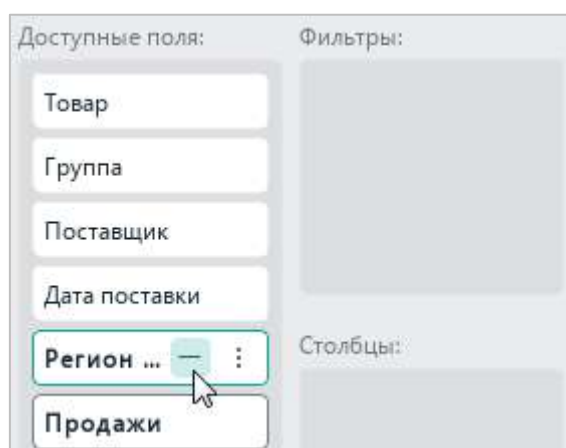 Доступные поля:
Товар
Группа
Поставщик
Дата поставки
Регион ...
Продажи
Фильтры:
Столбцы: